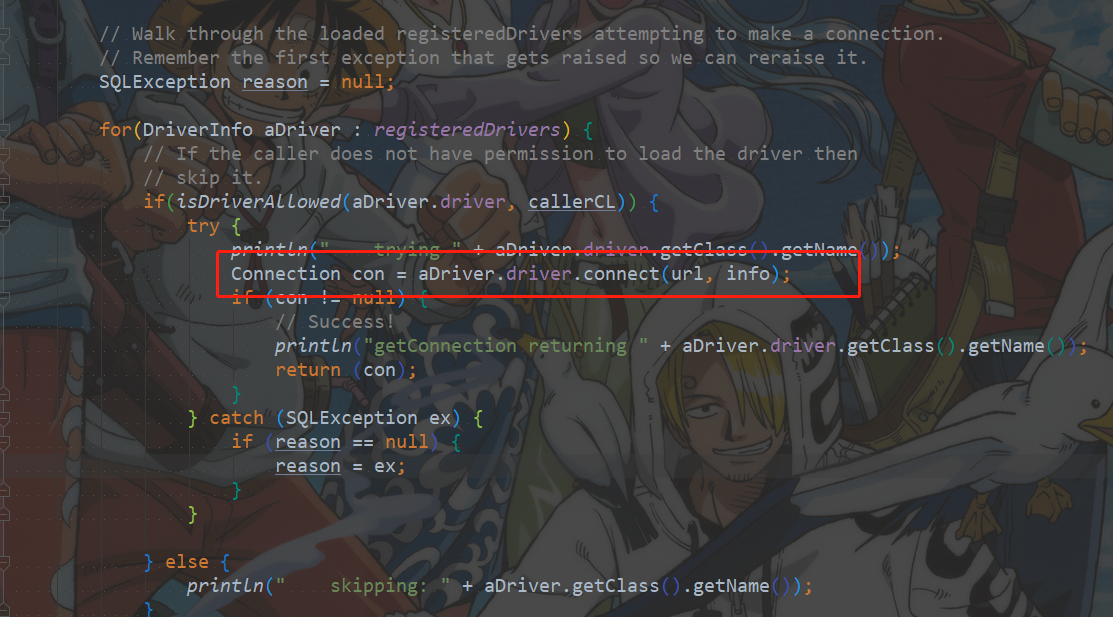 // Walk through the loaded registeredDrivers attempting to make a connection.
// Remember the first exception that gets raised so we can reraise it.
SQLException reason = null;
for(DriverInfo aDriver : registeredDrivers) {
// If the caller does not have permission to load the driver then
// skip it.
if(isDriverAllowed(aDriver.driver, callerCL)) {
try {
println("    trying " + aDriver.driver.getClass().getName());
Connection con = aDriver.driver.connect(url, info);
if (con != null) {
// Success!
println("getConnection returning " + aDriver.driver.getClass().getName());
return (con);
}
} catch (SQLException ex) {
if (reason == null) {
reason = ex;
}
}
} else {
println("    skipping: " + aDriver.getClass().getName());
}